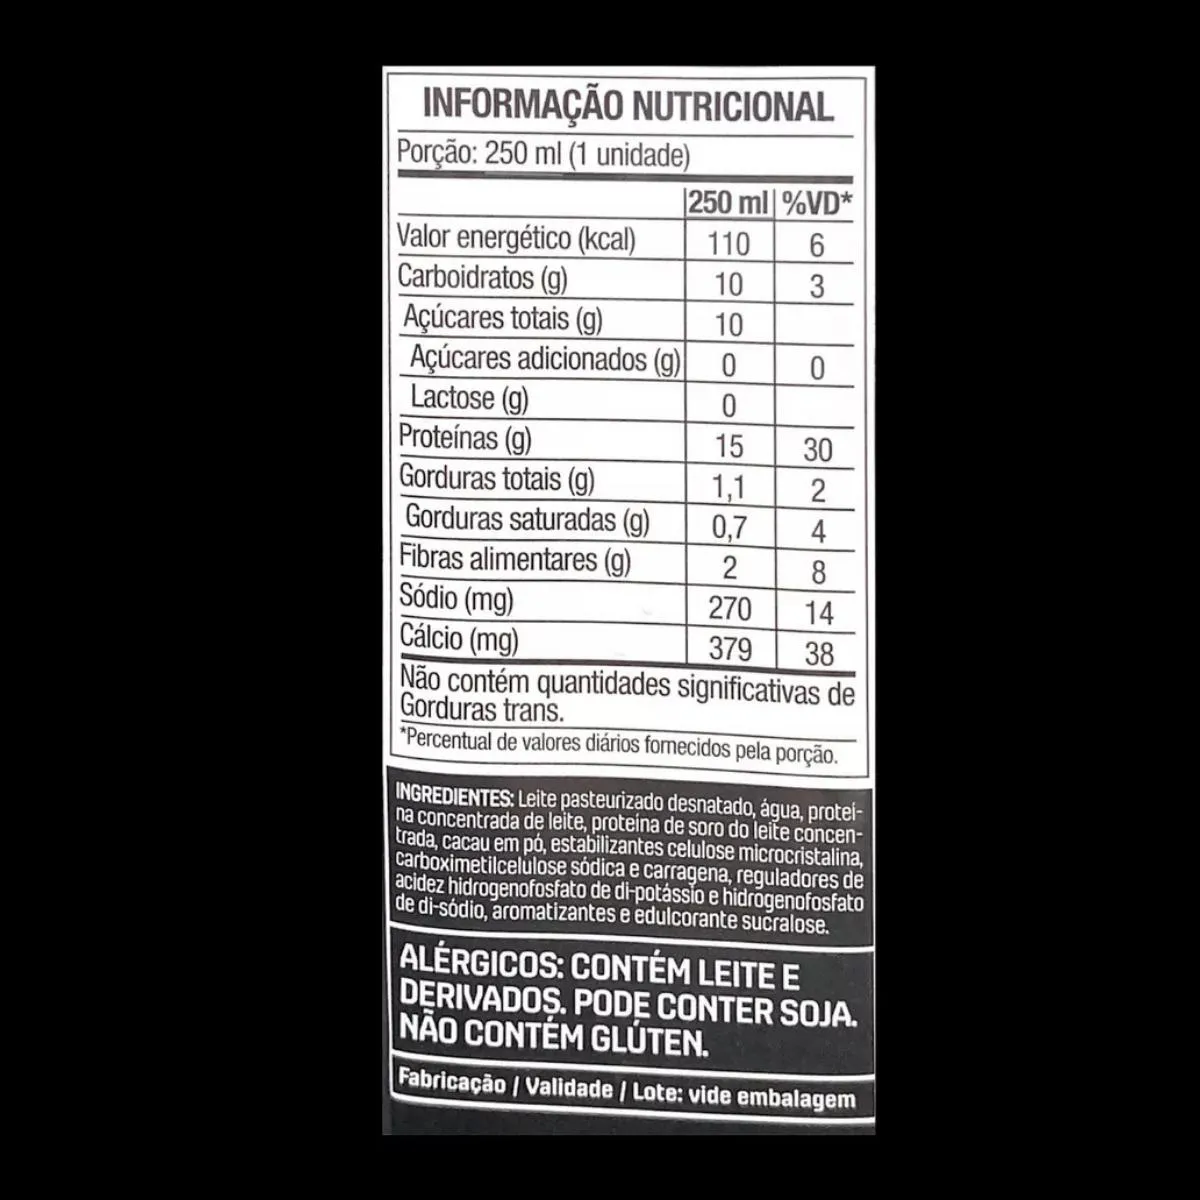 INFORMAÇÃO NUTRICIONAL
Porção: 250 ml (1 unidade)
250 ml %VD*
Valor energético (kcal) 110 6
Carboidratos (g) 10 3
Açúcares totais (g) 10
Açúcares adicionados (g) 0 0
Lactose (g) 0
Proteínas (g) 15 30
Gorduras totais (g) 1,1 2
Gorduras saturadas (g) 0,7 4
Fibras alimentares (g) 2 8
Sódio (mg) 270 14
Cálcio (mg) 379 38
Não contém quantidades significativas de
Gorduras trans.
*Percentual de valores diários fornecidos pela porção.
INGREDIENTES: Leite pasteurizado desnatado, água, proteí-
na concentrada de leite, proteína de soro do leite concen-
trada, cacau em pó, estabilizantes celulose microcristalina,
carboximetilcelulose sódica e carragena, reguladores de
acidez hidrogenofosfato de di-potássio e hidrogenofosfato
de di-sódio, aromatizantes e edulcorante sucralose.
ALÉRGICOS: CONTÉM LEITE E
DERIVADOS. PODE CONTER SOJA.
NÃO CONTÉM GLÚTEN.
Fabricação / Validade / Lote: vide embalagem